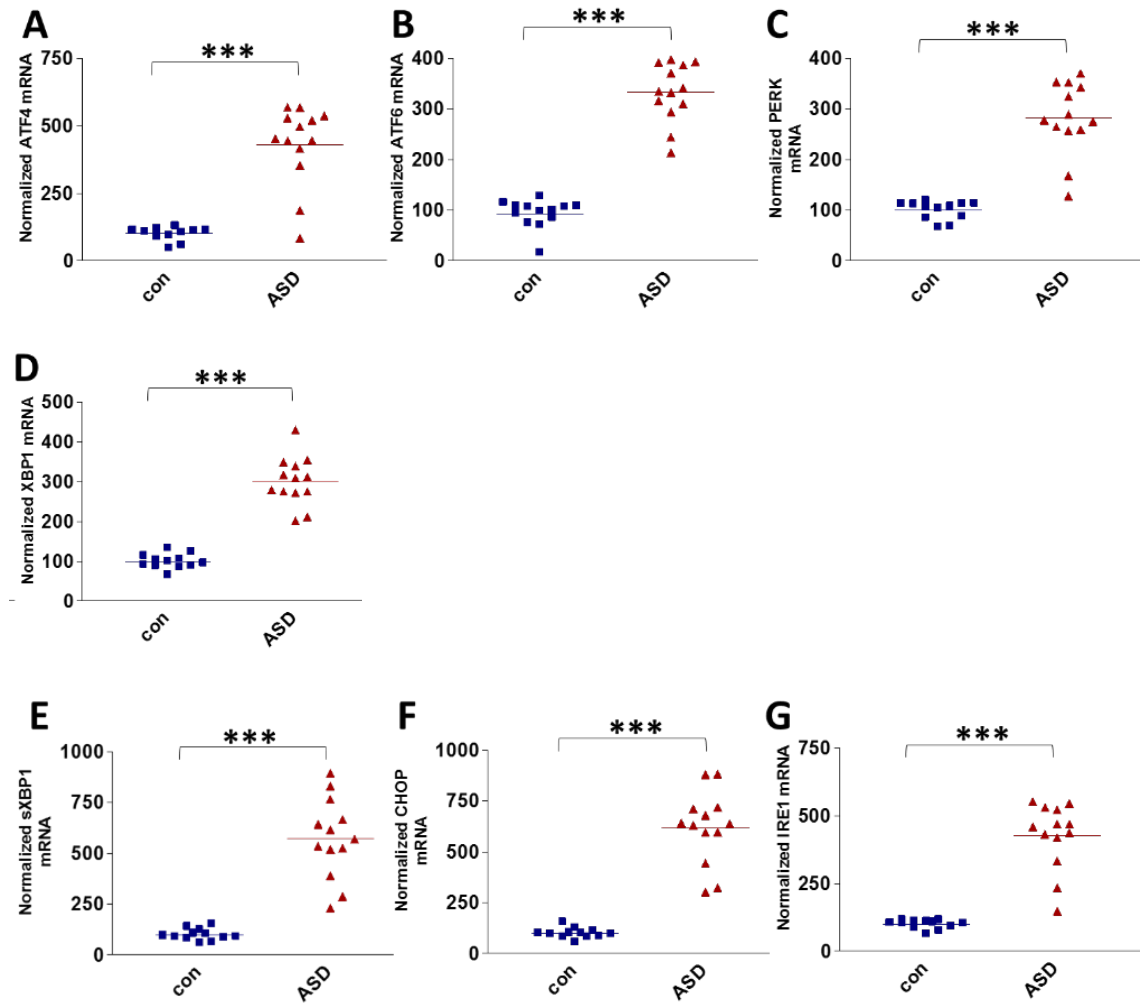 A
***
Normalized ATF4 mRNA
750
500
250
0
con
ASD
B
***
Normalized ATF6 mRNA
400
300
200
100
0
con
ASD
C
***
Normalized PERK
mRNA
400
300
200
100
0
con
ASD
D
***
Normalized XBP1 mRNA
500
400
300
200
100
0
con
ASD
E
***
Normalized sXBP1
mRNA
1000
750
500
250
0
con
ASD
F
***
Normalized CHOP
mRNA
1000
750
500
250
0
con
ASD
G
***
Normalized IRE1 mRNA
750
500
250
0
con
ASD